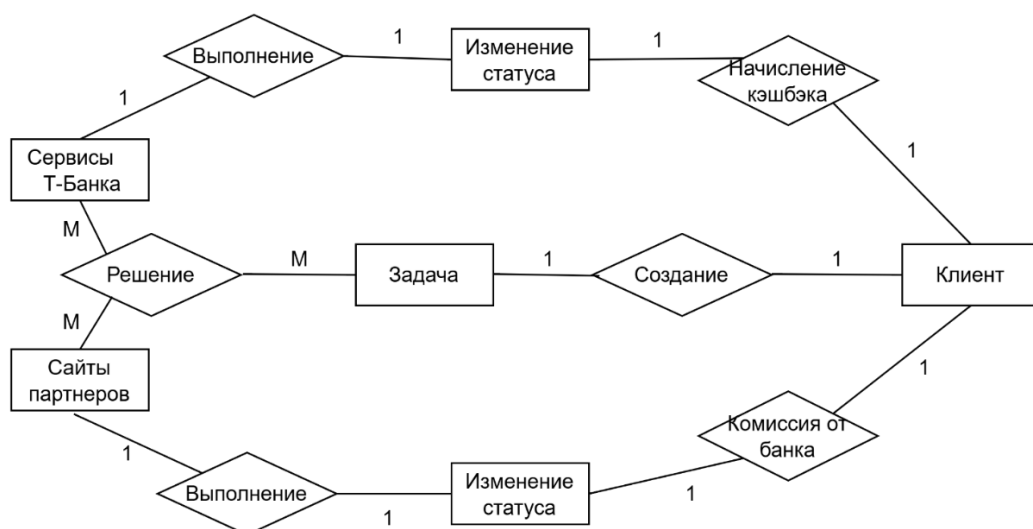 Выполнение
1
Изменение
статуса
1
Начисление
кэшбэка
1
1
Сервисы
Т-Банка
M
Решение
M
Задача
1
Создание
1
Клиент
M
Сайты
партнеров
1
Комиссия от
банка
1
Выполнение
1
Изменение
статуса
1